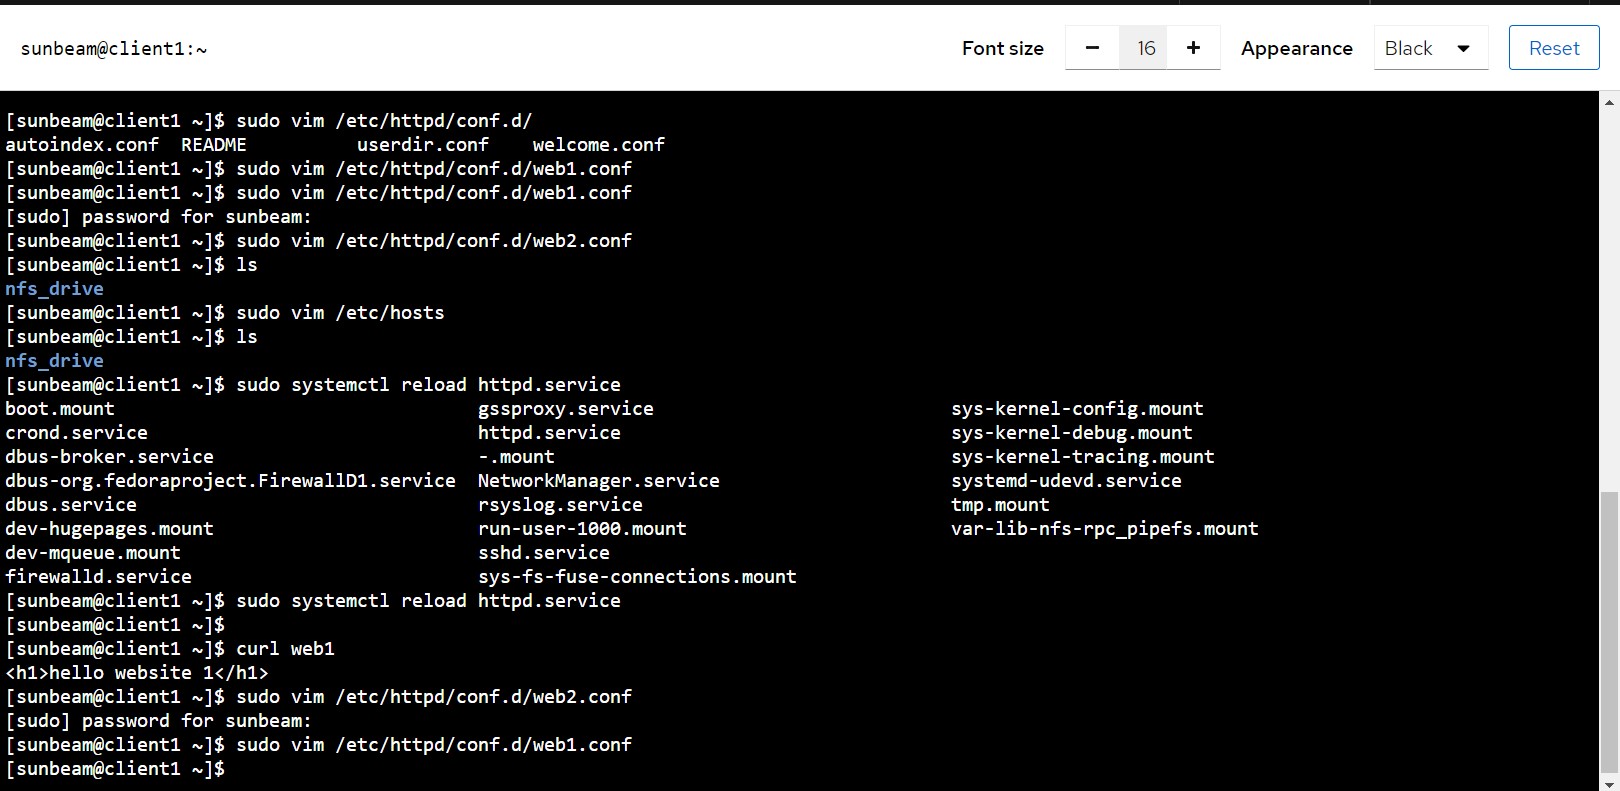 sunbeam@client1:~
Font size − 16 + Appearance Black Reset
[sunbeam@client1 ~]$ sudo vim /etc/httpd/conf.d/
autoindex.conf  README          userdir.conf    welcome.conf
[sunbeam@client1 ~]$ sudo vim /etc/httpd/conf.d/web1.conf
[sunbeam@client1 ~]$ sudo vim /etc/httpd/conf.d/web1.conf
[sudo] password for sunbeam:
[sunbeam@client1 ~]$ sudo vim /etc/httpd/conf.d/web2.conf
[sunbeam@client1 ~]$ ls
nfs_drive
[sunbeam@client1 ~]$ sudo vim /etc/hosts
[sunbeam@client1 ~]$ ls
nfs_drive
[sunbeam@client1 ~]$ sudo systemctl reload httpd.service
boot.mount                                 gssproxy.service                           sys-kernel-config.mount
crond.service                              httpd.service                              sys-kernel-debug.mount
dbus-broker.service                        -.mount                                    sys-kernel-tracing.mount
dbus-org.fedoraproject.FirewallD1.service  NetworkManager.service                     systemd-udevd.service
dbus.service                               rsyslog.service                            tmp.mount
dev-hugepages.mount                        run-user-1000.mount                        var-lib-nfs-rpc_pipefs.mount
dev-mqueue.mount                           sshd.service
firewalld.service                          sys-fs-fuse-connections.mount
[sunbeam@client1 ~]$ sudo systemctl reload httpd.service
[sunbeam@client1 ~]$
[sunbeam@client1 ~]$ curl web1
<h1>hello website 1</h1>
[sunbeam@client1 ~]$ sudo vim /etc/httpd/conf.d/web2.conf
[sudo] password for sunbeam:
[sunbeam@client1 ~]$ sudo vim /etc/httpd/conf.d/web1.conf
[sunbeam@client1 ~]$